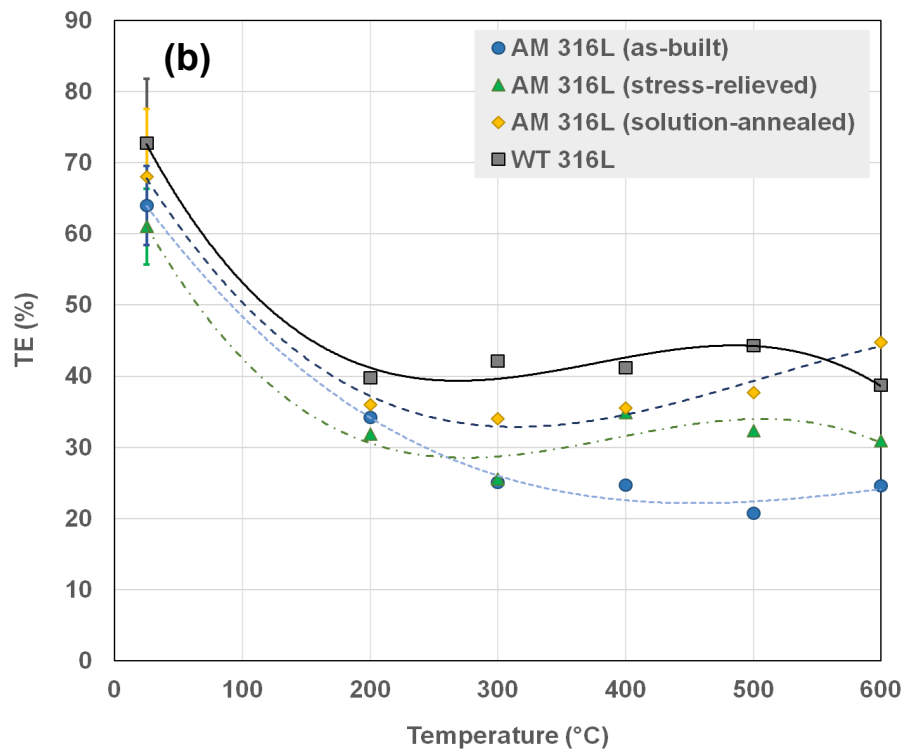 (b)
AM 316L (as-built)
AM 316L (stress-relieved)
AM 316L (solution-annealed)
WT 316L
TE (%)
100
90
80
70
60
50
40
30
20
10
0
0 100 200 300 400 500 600
Temperature (°C)